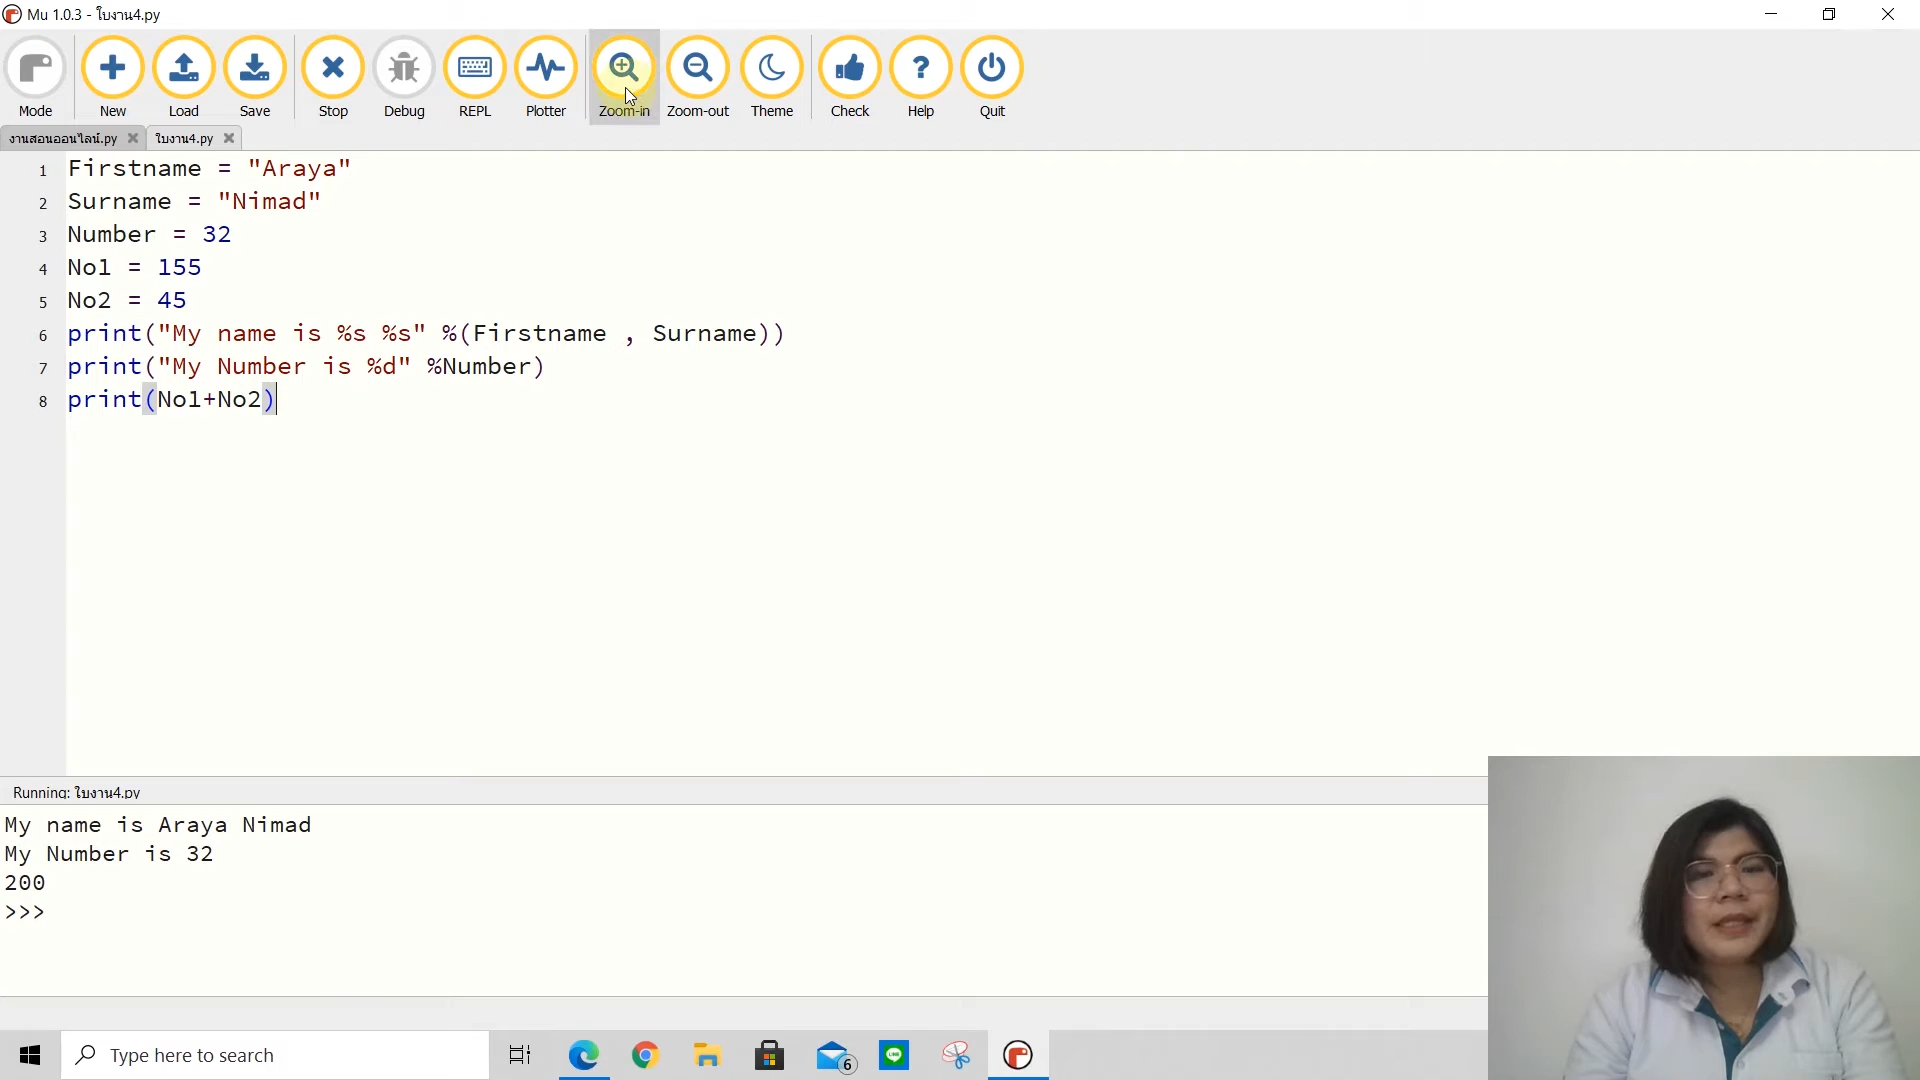 Mu 1.0.3 - ใบงาน4.py
Mode New Load Save Stop Debug REPL Plotter Zoom-in Zoom-out Theme Check Help Quit
งานสอนออนไลน์.py ใบงาน4.py
1 Firstname = "Araya"
2 Surname = "Nimad"
3 Number = 32
4 No1 = 155
5 No2 = 45
6 print("My name is %s %s" %(Firstname , Surname))
7 print("My Number is %d" %Number)
8 print(No1+No2)
Running: ใบงาน4.py
My name is Araya Nimad
My Number is 32
200
>>>
Type here to search
6
LINE